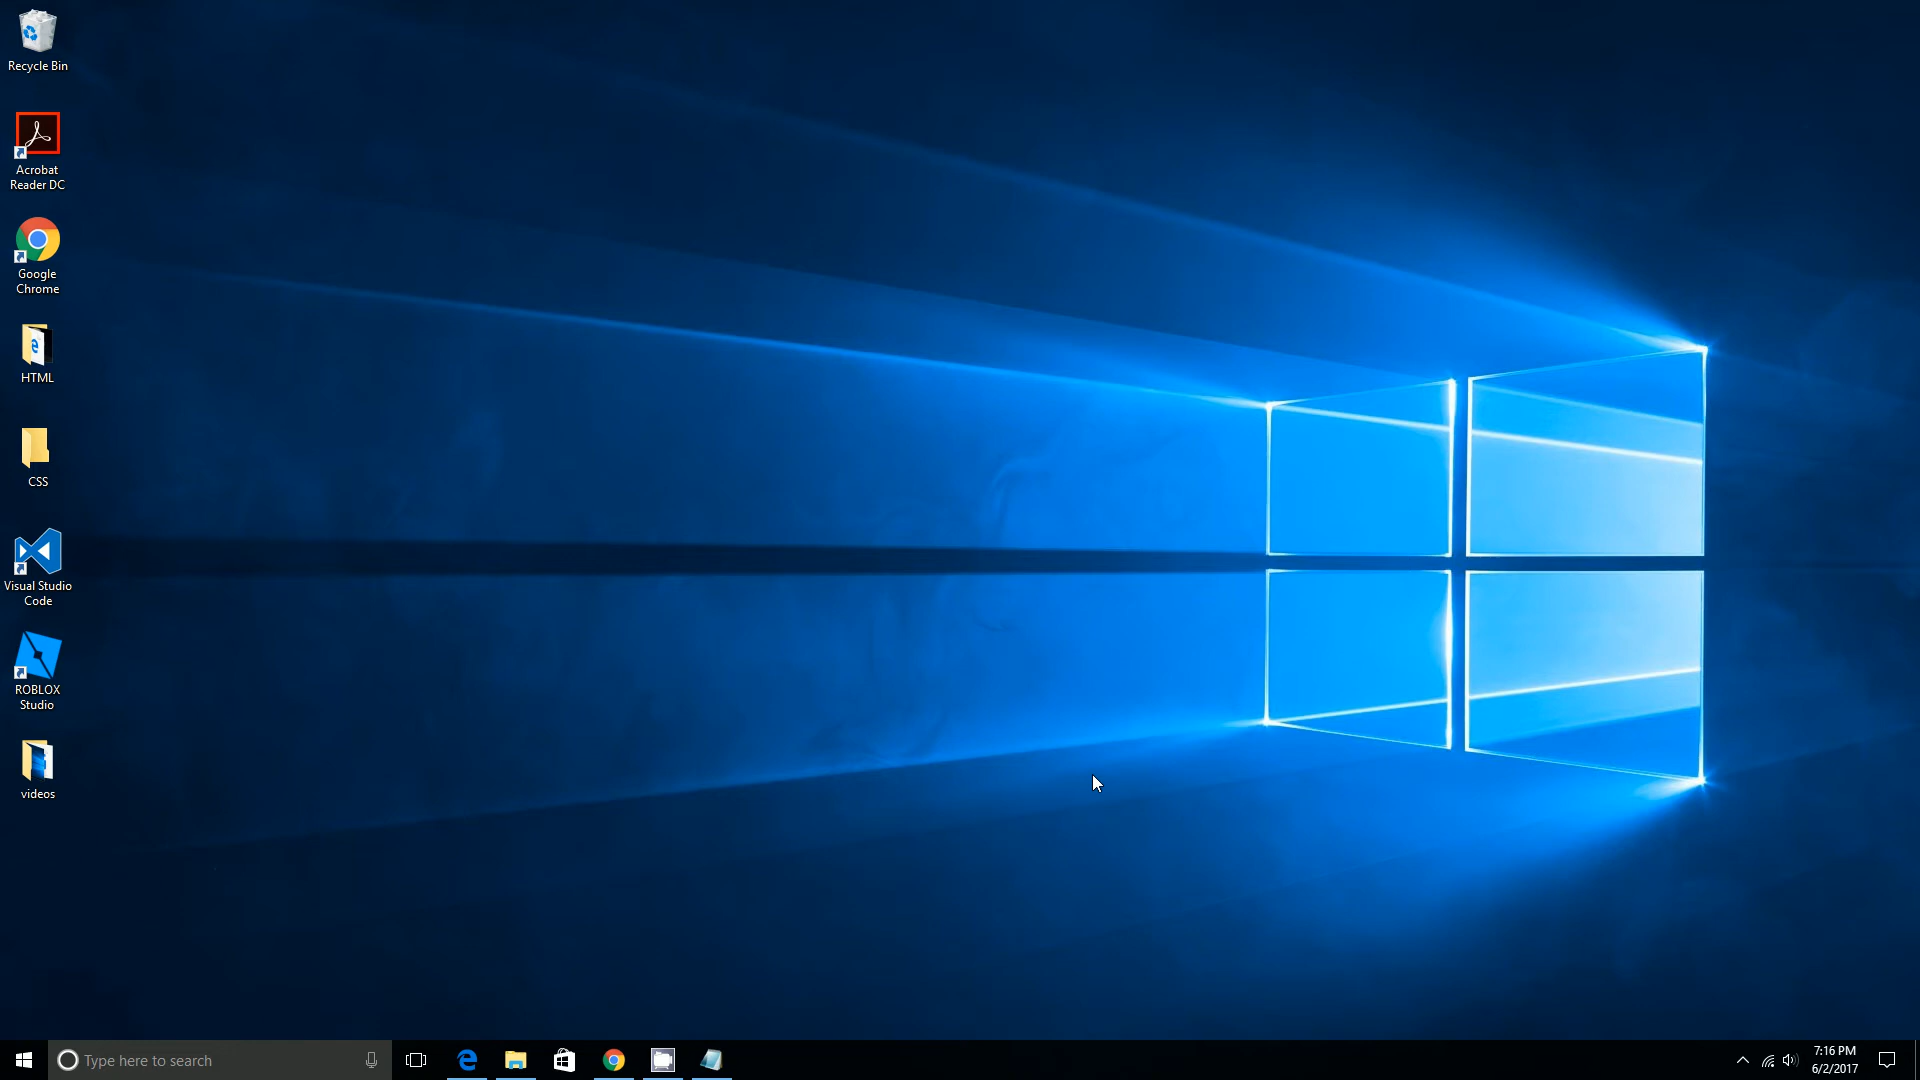 Recycle Bin
Acrobat
Reader DC
Google
Chrome
HTML
CSS
Visual Studio
Code
ROBLOX
Studio
videos
Type here to search
7:16 PM
6/2/2017